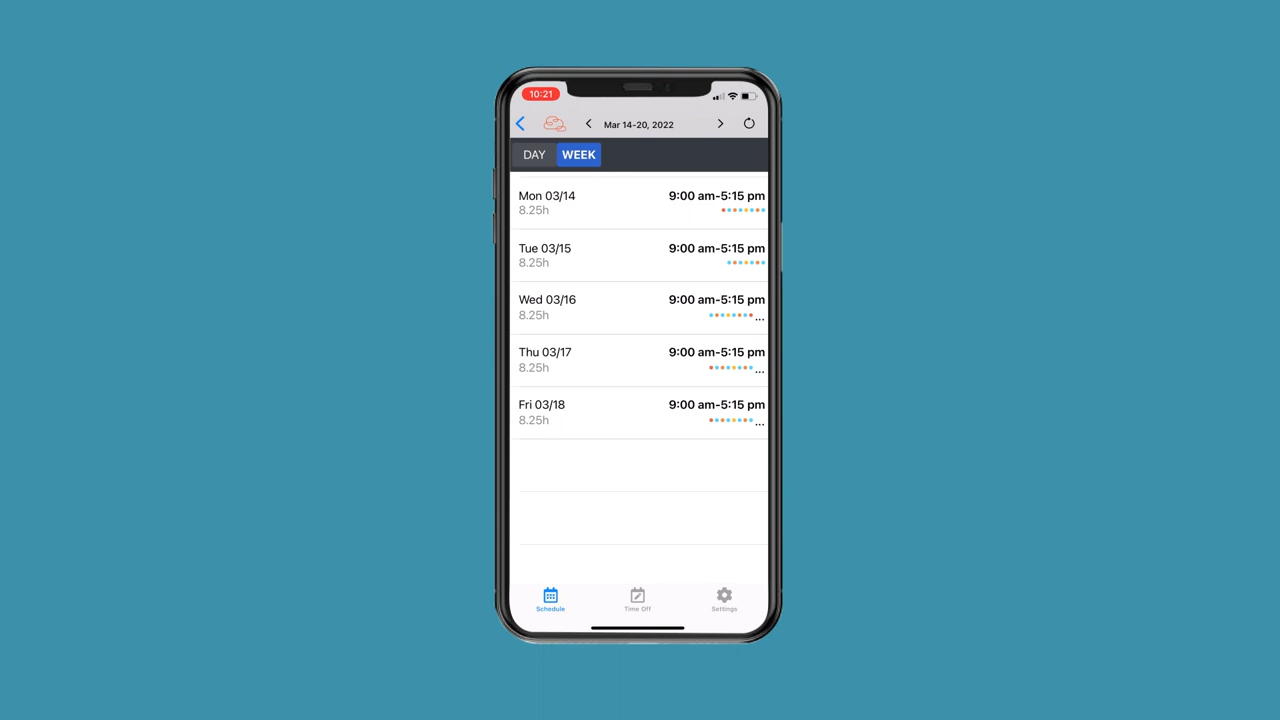 10:21
Mar 14-20, 2022
DAY WEEK
Mon 03/14 9:00 am-5:15 pm
8.25h
Tue 03/15 9:00 am-5:15 pm
8.25h
Wed 03/16 9:00 am-5:15 pm
8.25h ...
Thu 03/17 9:00 am-5:15 pm
8.25h ...
Fri 03/18 9:00 am-5:15 pm
8.25h ...
Schedule Time Off Settings